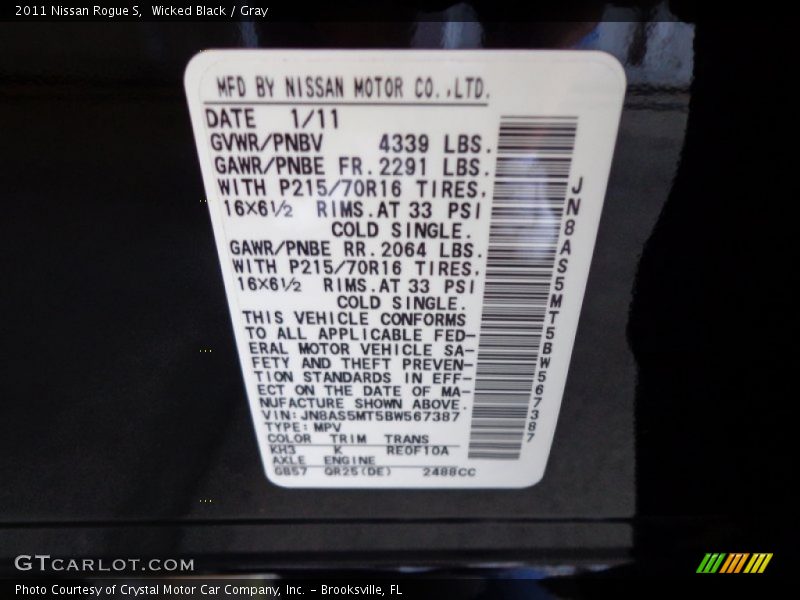 2011 Nissan Rogue S, Wicked Black / Gray
MFD BY NISSAN MOTOR CO.,LTD.
DATE 1/11
GVWR/PNBV 4339 LBS.
GAWR/PNBE FR.2291 LBS.
WITH P215/70R16 TIRES.
16X6½ RIMS.AT 33 PSI
COLD SINGLE.
GAWR/PNBE RR.2064 LBS.
WITH P215/70R16 TIRES.
16X6½ RIMS.AT 33 PSI
COLD SINGLE.
THIS VEHICLE CONFORMS
TO ALL APPLICABLE FED-
ERAL MOTOR VEHICLE SA-
FETY AND THEFT PREVEN-
TION STANDARDS IN EFF-
ECT ON THE DATE OF MA-
NUFACTURE SHOWN ABOVE.
VIN:JN8AS5MT5BW567387
TYPE:MPV
COLOR TRIM TRANS
KH3 K RE0F10A
AXLE ENGINE
GB57 QR25(DE) 2488CC
JN8AS5MT5BW567387
GTCARLOT.COM
Photo Courtesy of Crystal Motor Car Company, Inc. - Brooksville, FL